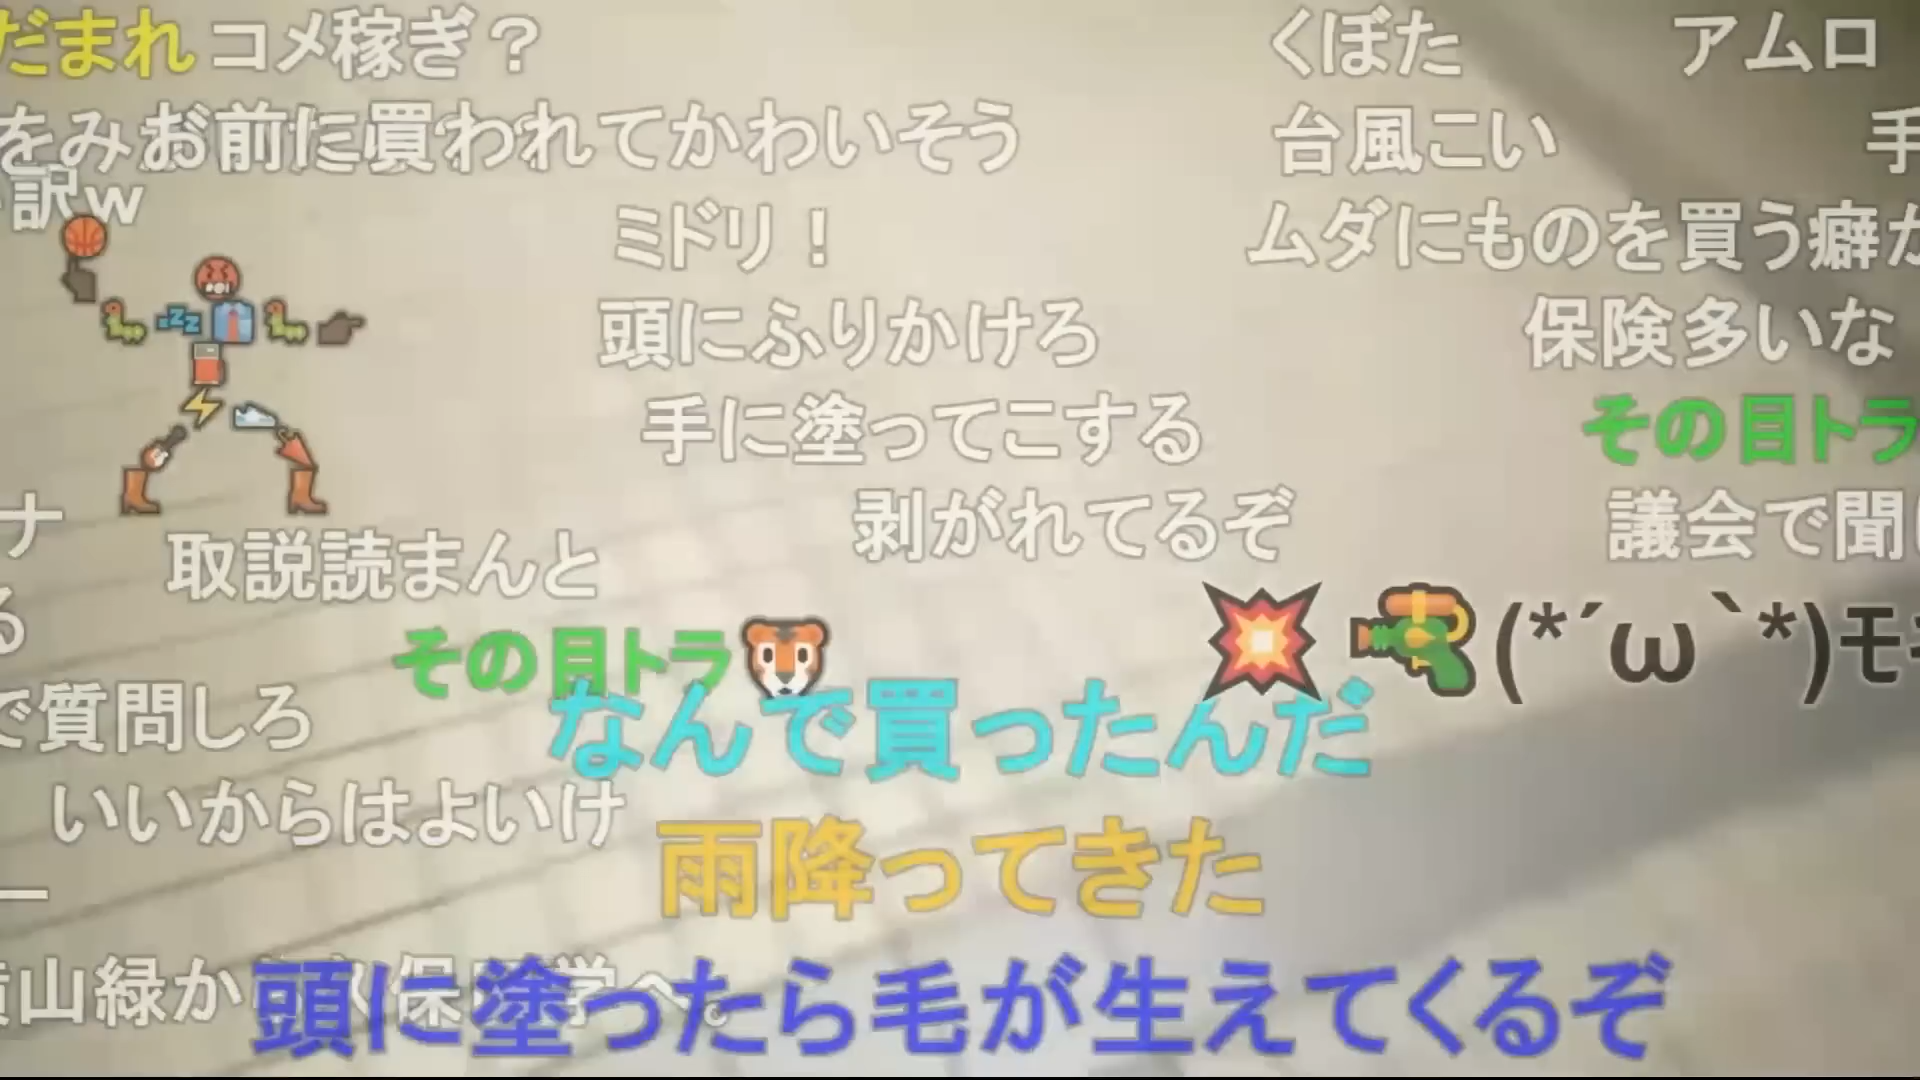 だまれ コメ稼ぎ？ くぼた アムロ
をみ お前に買われてかわいそう 台風こい 手
訳w
ミドリ！ ムダにものを買う癖が
頭にふりかけろ 保険多いな
手に塗ってこする その目トラ
ナ 剥がれてるぞ 議会で聞け
取説読まんと
る その目トラ (*´ω｀*)モキ
で質問しろ なんで買ったんだ
いいからはよいけ
雨降ってきた
ー
横山緑か
頭に塗ったら毛が生えてくるぞ